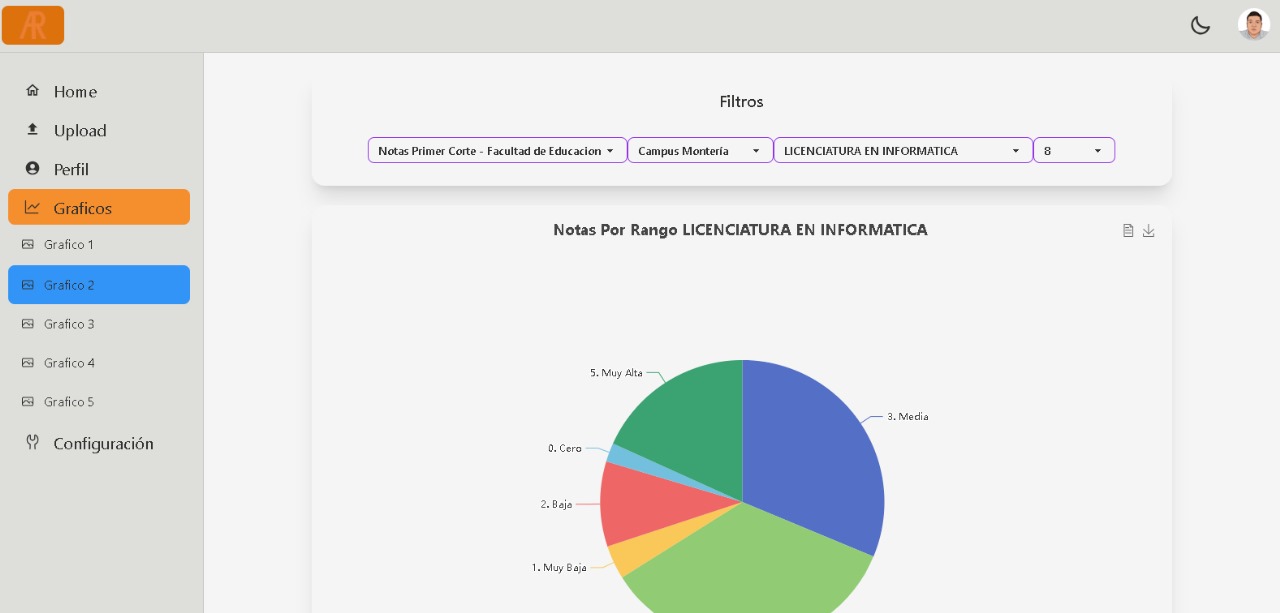 AR
Home
Upload
Perfil
Graficos
Grafico 1
Grafico 2
Grafico 3
Grafico 4
Grafico 5
Configuración
Filtros
Notas Primer Corte - Facultad de Educacion
Campus Montería
LICENCIATURA EN INFORMATICA
8
Notas Por Rango LICENCIATURA EN INFORMATICA
5. Muy Alta
3. Media
0. Cero
2. Baja
1. Muy Baja